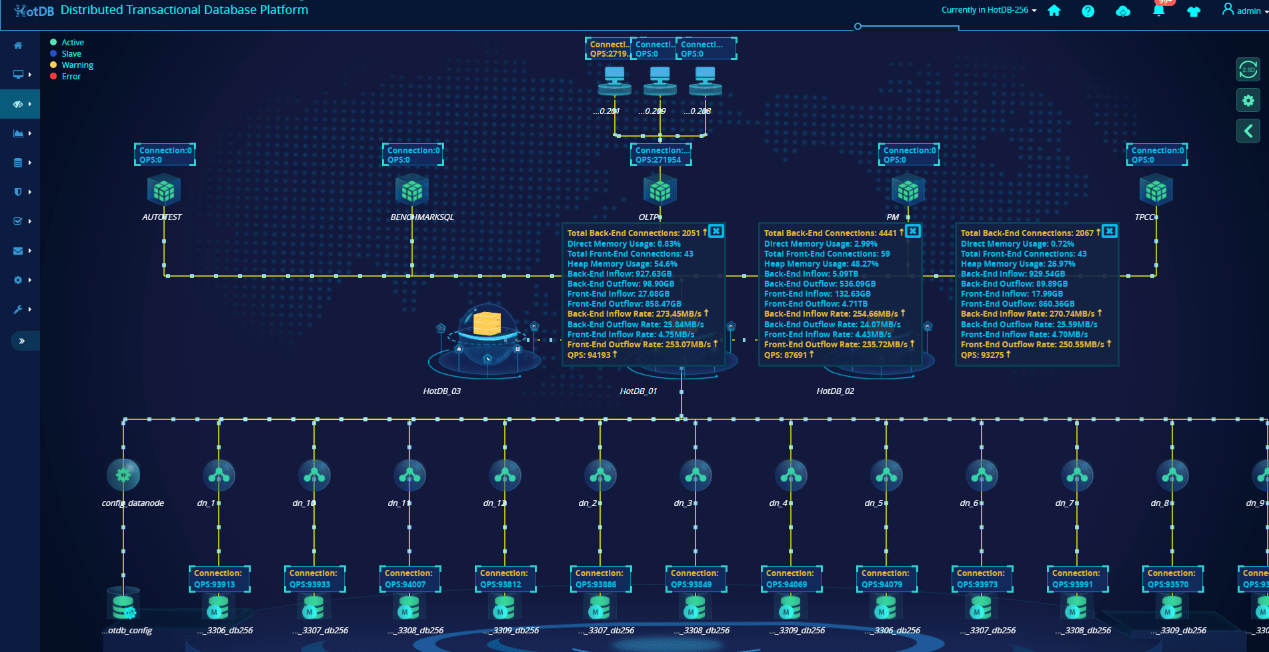 HotDB Distributed Transactional Database Platform
Currently in HotDB-256
99+
admin
Active
Slave
Warning
Error
Connecti... Connecti... Connecti...
QPS:2719.. QPS:0 QPS:0
...0.209 ...0.208
Connection:0 Connection:0 Connection:... Connection:0 Connection:0
QPS:0 QPS:0 QPS:271954 QPS:0 QPS:0
AUTOTEST BENCHMARKSQL OLTP PM TPCC
Total Back-End Connections: 2051
Direct Memory Usage: 0.83%
Total Front-End Connections: 43
Heap Memory Usage: 54.6%
Back-End Inflow: 927.63GB
Back-End Outflow: 98.90GB
Front-End Inflow: 27.08GB
Front-End Outflow: 858.47GB
Back-End Inflow Rate: 273.45MB/s
Back-End Outflow Rate: 25.84MB/s
Front-End Inflow Rate: 4.75MB/s
Front-End Outflow Rate: 253.07MB/s
QPS: 94193
Total Back-End Connections: 4441
Direct Memory Usage: 2.99%
Total Front-End Connections: 59
Heap Memory Usage: 48.27%
Back-End Inflow: 5.09TB
Back-End Outflow: 536.09GB
Front-End Inflow: 132.63GB
Front-End Outflow: 4.71TB
Back-End Inflow Rate: 254.66MB/s
Back-End Outflow Rate: 24.07MB/s
Front-End Inflow Rate: 4.43MB/s
Front-End Outflow Rate: 235.72MB/s
QPS: 87691
Total Back-End Connections: 2067
Direct Memory Usage: 0.72%
Total Front-End Connections: 43
Heap Memory Usage: 26.97%
Back-End Inflow: 929.54GB
Back-End Outflow: 89.89GB
Front-End Inflow: 17.99GB
Front-End Outflow: 860.36GB
Back-End Inflow Rate: 270.74MB/s
Back-End Outflow Rate: 25.59MB/s
Front-End Inflow Rate: 4.70MB/s
Front-End Outflow Rate: 250.55MB/s
QPS: 93275
HotDB_03 HotDB_01 HotDB_02
config_datanode dn_1 dn_10 dn_11 dn_12 dn_2 dn_3 dn_4 dn_5 dn_6 dn_7 dn_8 dn_9
Connection: Connection: Connection: Connection: Connection: Connection: Connection: Connection: Connection: Connection: Connection:
QPS:93913 QPS:93933 QPS:94007 QPS:93812 QPS:93886 QPS:93849 QPS:94069 QPS:94079 QPS:93973 QPS:93991 QPS:93570
M M M M M M M M M M M
...otdb_config ..._3306_db256 ..._3307_db256 ..._3308_db256 ..._3309_db256 ..._3307_db256 ..._3308_db256 ..._3309_db256 ..._3306_db256 ..._3307_db256 ..._3308_db256 ..._3309_db256